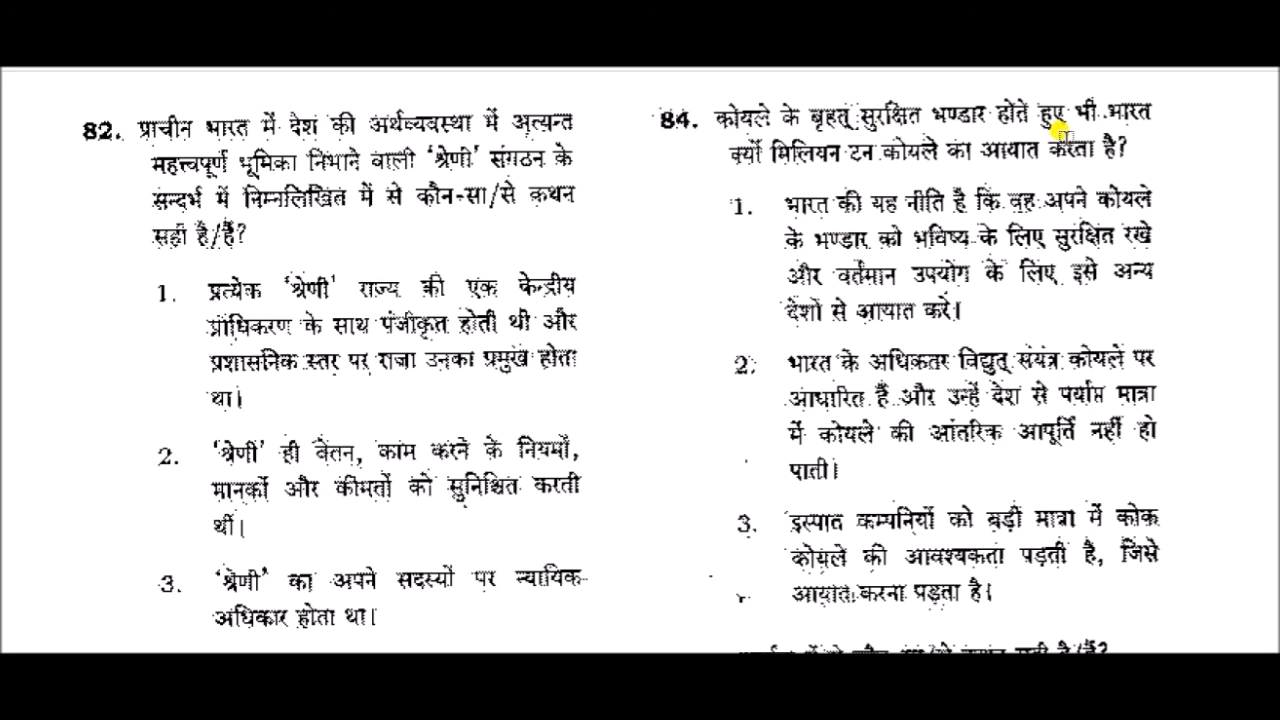 82. प्राचीन भारत में देश की अर्थव्यवस्था में अत्यन्त
महत्त्वपूर्ण भूमिका निभाने वाली ‘श्रेणी’ संगठन के
सन्दर्भ में निम्नलिखित में से कौन-सा/से कथन
सही है/हैं?
1. प्रत्येक ‘श्रेणी’ राज्य की एक केन्द्रीय
प्राधिकरण के साथ पंजीकृत होती थी और
प्रशासनिक स्तर पर राजा उनका प्रमुख होता
था।
2. ‘श्रेणी’ ही वेतन, काम करने के नियमों,
मानकों और कीमतों को सुनिश्चित करती
थी।
3. ‘श्रेणी’ का अपने सदस्यों पर न्यायिक
अधिकार होता था।
84. कोयले के बृहत् सुरक्षित भण्डार होते हुए भी भारत
क्यों मिलियन टन कोयले का आयात करता है?
1. भारत की यह नीति है कि वह अपने कोयले
के भण्डार को भविष्य के लिए सुरक्षित रखे
और वर्तमान उपयोग के लिए इसे अन्य
देशों से आयात करे।
2. भारत के अधिकतर विद्युत् संयंत्र कोयले पर
आधारित हैं और उन्हें देश से पर्याप्त मात्रा
में कोयले की आंतरिक आपूर्ति नहीं हो
पाती।
3. इस्पात कम्पनियों को बड़ी मात्रा में कोक
कोयले की आवश्यकता पड़ती है, जिसे
आयात करना पड़ता है।